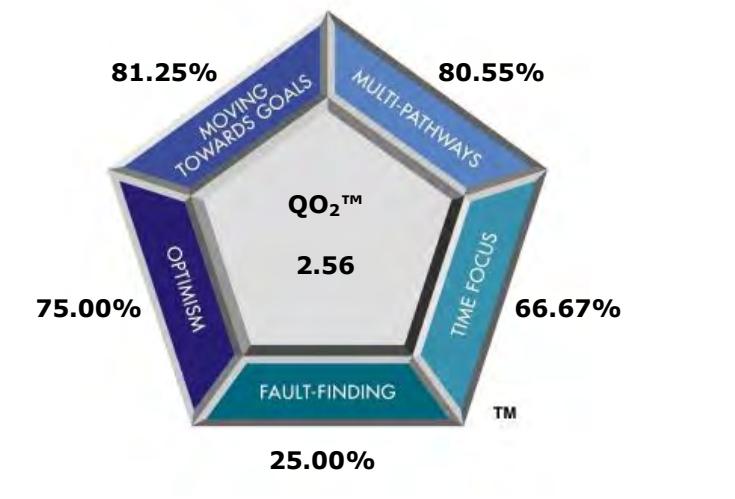 81.25%
80.55%
MOVING
TOWARDS GOALS
MULTI-PATHWAYS
QO₂™
2.56
OPTIMISM
TIME FOCUS
75.00%
66.67%
FAULT-FINDING
TM
25.00%